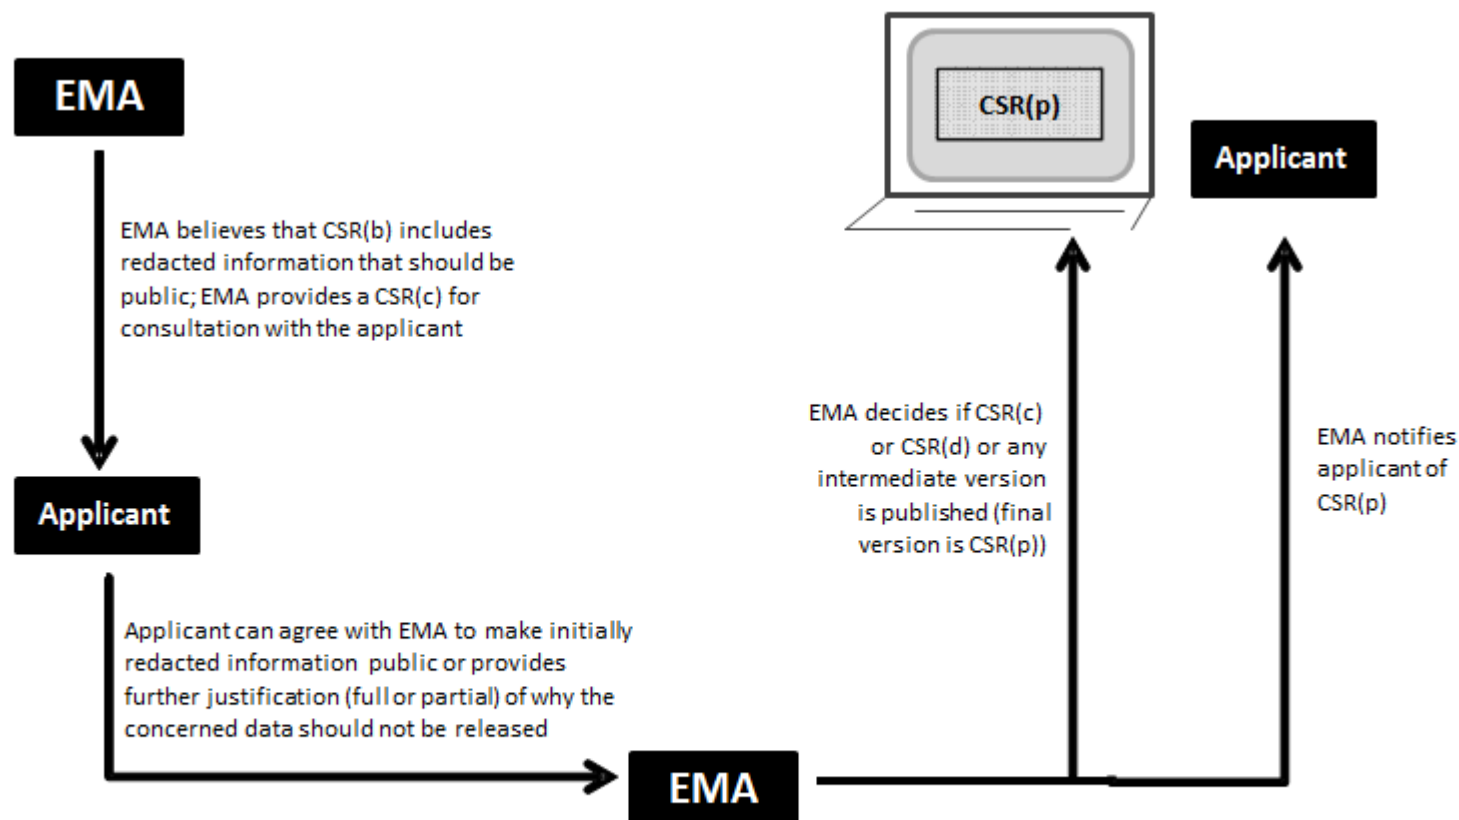 EMA
EMA believes that CSR(b) includes
redacted information that should be
public; EMA provides a CSR(c) for
consultation with the applicant
Applicant
Applicant can agree with EMA to make initially
redacted information public or provides
further justification (full or partial) of why the
concerned data should not be released
EMA
EMA decides if CSR(c)
or CSR(d) or any
intermediate version
is published (final
version is CSR(p))
CSR(p)
EMA notifies
applicant of
CSR(p)
Applicant